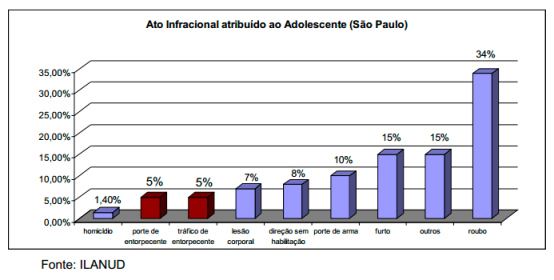 Ato Infracional atribuído ao Adolescente (São Paulo)
34%
35,00%
30,00%
25,00%
20,00%
15,00%
10,00%
5,00%
0,00%
1,40%
5%
5%
7%
8%
10%
15%
15%
homicídio
porte de
entorpecente
tráfico de
entorpecente
lesão
corporal
direção sem
habilitação
porte de arma
furto
outros
roubo
Fonte: ILANUD